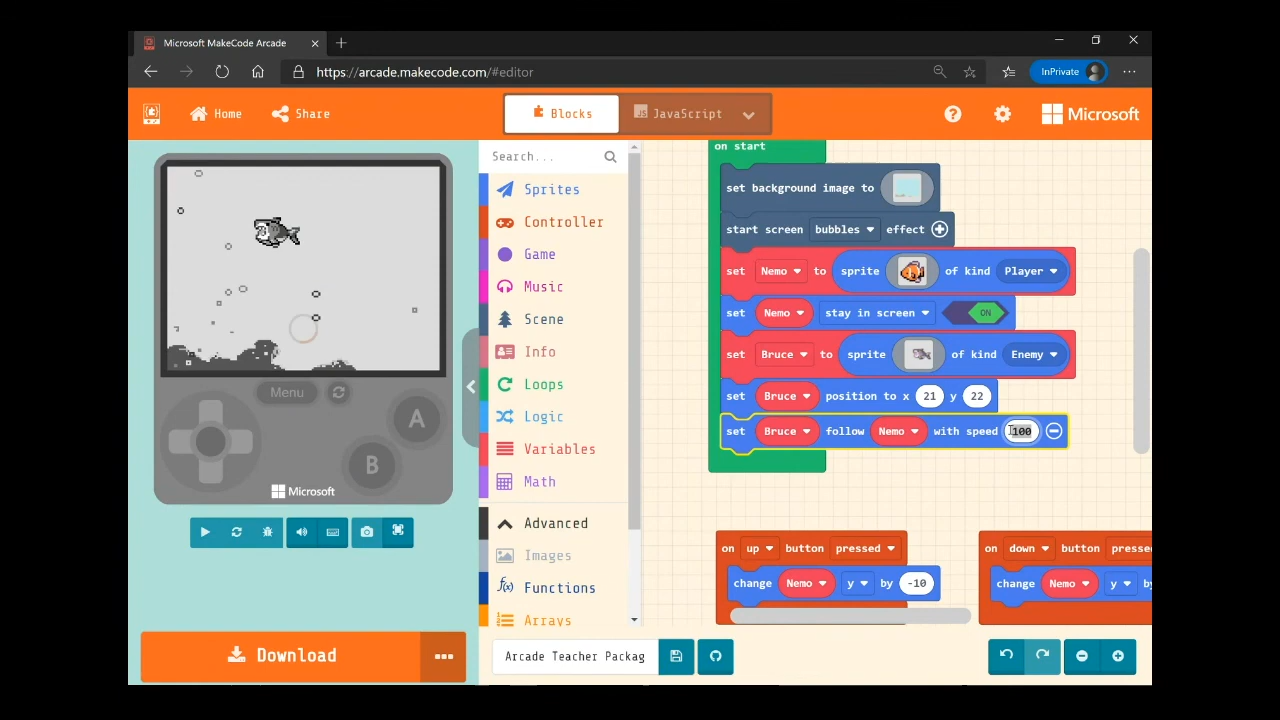 Microsoft MakeCode Arcade
https://arcade.makecode.com/#editor
InPrivate
Home
Share
Blocks
JavaScript
Microsoft
Search...
Sprites
Controller
Game
Music
Scene
Info
Loops
Logic
Variables
Math
Advanced
Images
Functions
Arrays
Menu
A
B
Microsoft
on start
set background image to
start screen bubbles effect
set Nemo to sprite of kind Player
set Nemo stay in screen ON
set Bruce to sprite of kind Enemy
set Bruce position to x 21 y 22
set Bruce follow Nemo with speed 100
on up button pressed
change Nemo y by -10
on down button pressed
change Nemo y by
Download
Arcade Teacher Packag